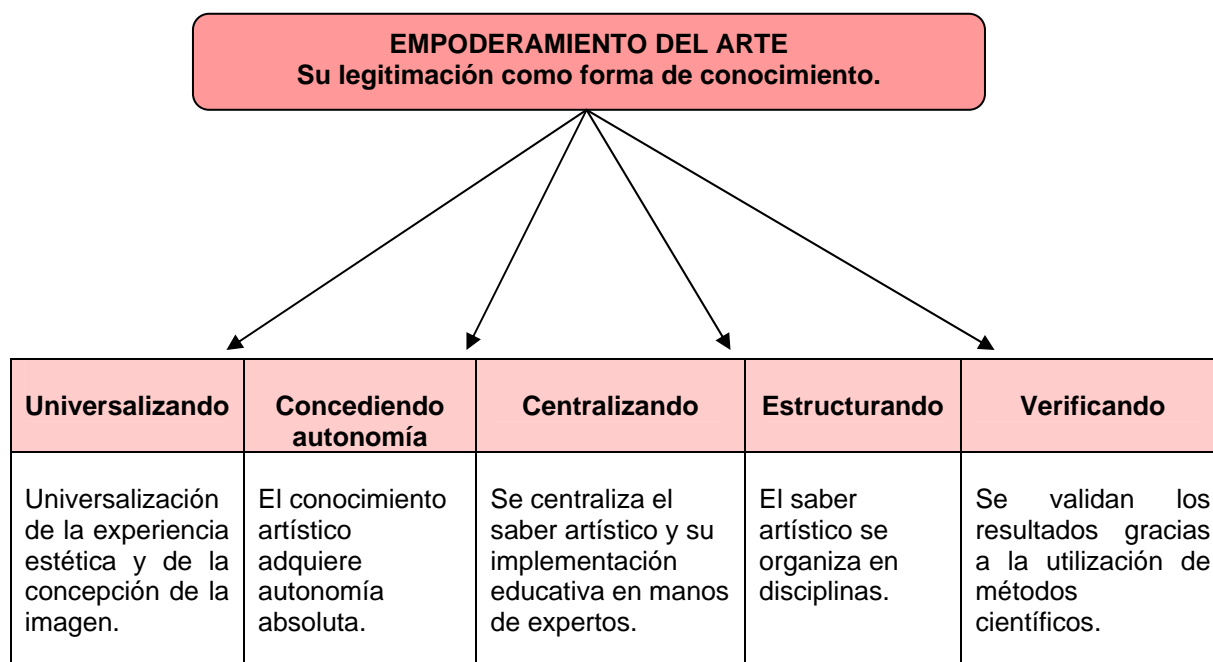 EMPODERAMIENTO DEL ARTE
Su legitimación como forma de conocimiento.
Universalizando
Concediendo
autonomía
Centralizando
Estructurando
Verificando
Universalización
de la experiencia
estética y de la
concepción de la
imagen.
El conocimiento
artístico
adquiere
autonomía
absoluta.
Se centraliza el
saber artístico y su
implementación
educativa en manos
de expertos.
El saber
artístico se
organiza en
disciplinas.
Se validan los
resultados gracias
a la utilización de
métodos
científicos.